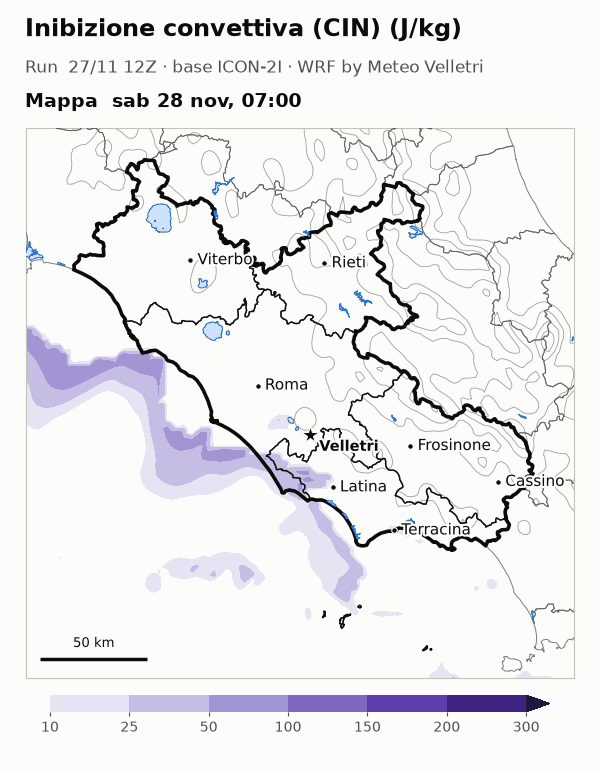 Inibizione convettiva (CIN) (J/kg)
Run  27/11 12Z · base ICON-2I · WRF by Meteo Velletri
Mappa  sab 28 nov, 07:00
Viterbo
Rieti
Roma
Velletri
Frosinone
Cassino
Latina
Terracina
50 km
10 25 50 100 150 200 300